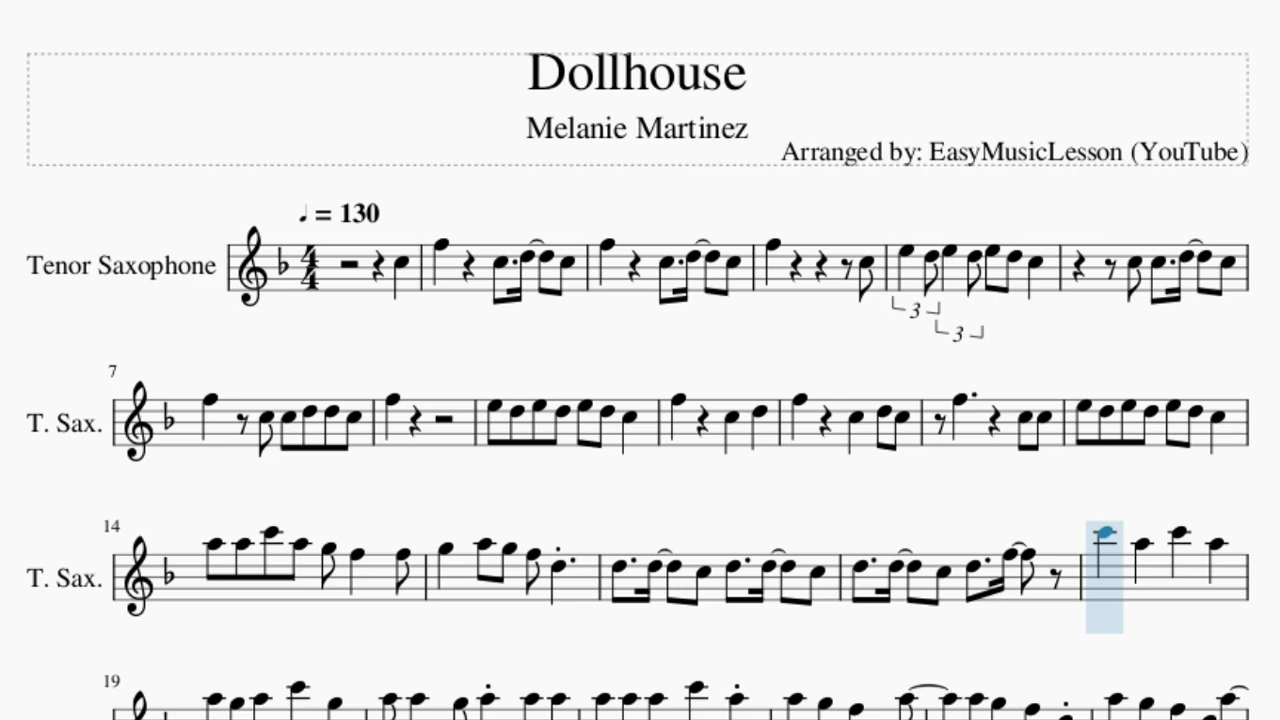 Dollhouse
Melanie Martinez
Arranged by: EasyMusicLesson (YouTube)
♩ = 130
Tenor Saxophone
4
4
3
3
7
T. Sax.
14
T. Sax.
19